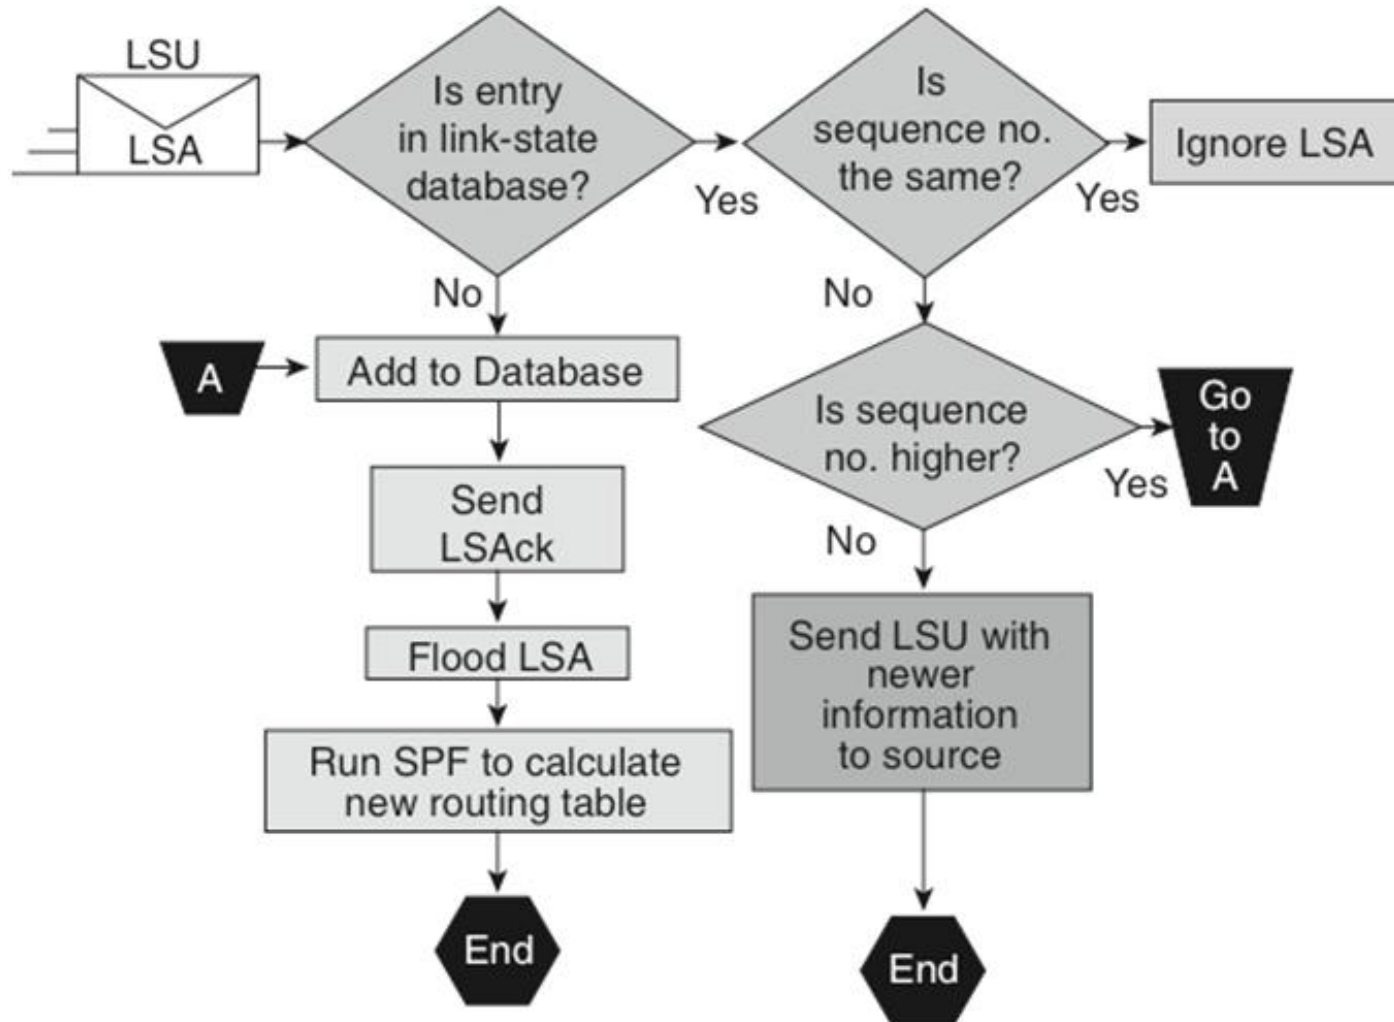 LSU
LSA
Is entry
in link-state
database?
Yes
Is
sequence no.
the same?
Yes
Ignore LSA
No
No
A
Add to Database
Is sequence
no. higher?
Yes
Go
to
A
Send
LSAck
No
Flood LSA
Send LSU with
newer
information
to source
Run SPF to calculate
new routing table
End
End